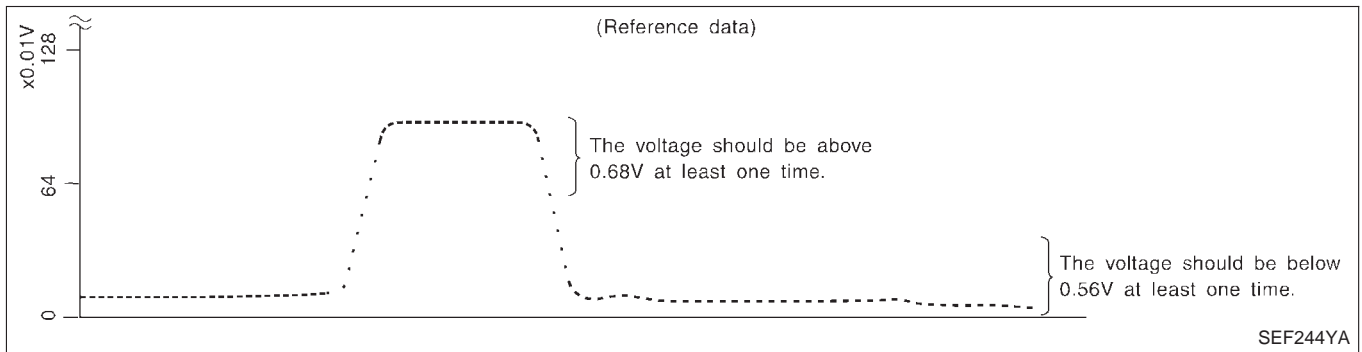 (Reference data)
x0.01V
128
64
0
The voltage should be above
0.68V at least one time.
The voltage should be below
0.56V at least one time.
SEF244YA